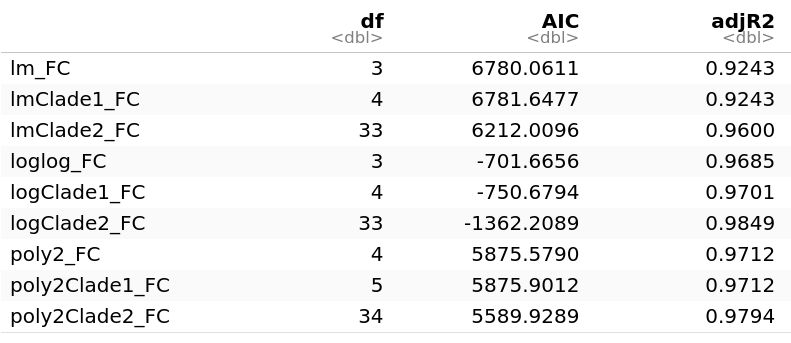 df AIC adjR2
<dbl> <dbl> <dbl>
lm_FC 3 6780.0611 0.9243
lmClade1_FC 4 6781.6477 0.9243
lmClade2_FC 33 6212.0096 0.9600
loglog_FC 3 -701.6656 0.9685
logClade1_FC 4 -750.6794 0.9701
logClade2_FC 33 -1362.2089 0.9849
poly2_FC 4 5875.5790 0.9712
poly2Clade1_FC 5 5875.9012 0.9712
poly2Clade2_FC 34 5589.9289 0.9794